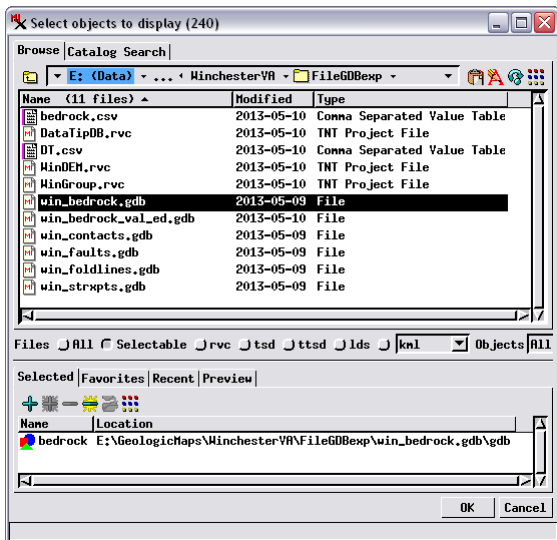 Select objects to display (240)
Browse Catalog Search
E: (Data) ... WinchesterVA FileGDBexp
Name (11 files) Modified Type
bedrock.csv 2013-05-10 Comma Separated Value Table
DataTipDB.rvc 2013-05-10 TNT Project File
DT.csv 2013-05-10 Comma Separated Value Table
WinDEM.rvc 2013-05-10 TNT Project File
WinGroup.rvc 2013-05-10 TNT Project File
win_bedrock.gdb 2013-05-09 File
win_bedrock_val_ed.gdb 2013-05-10 File
win_contacts.gdb 2013-05-09 File
win_faults.gdb 2013-05-09 File
win_foldlines.gdb 2013-05-09 File
win_strxpts.gdb 2013-05-09 File
Files All Selectable rvc tsd ttsd lds kml Objects All
Selected Favorites Recent Preview
Name Location
bedrock E:\GeologicMaps\WinchesterVA\FileGDBexp\win_bedrock.gdb\gdb
OK Cancel